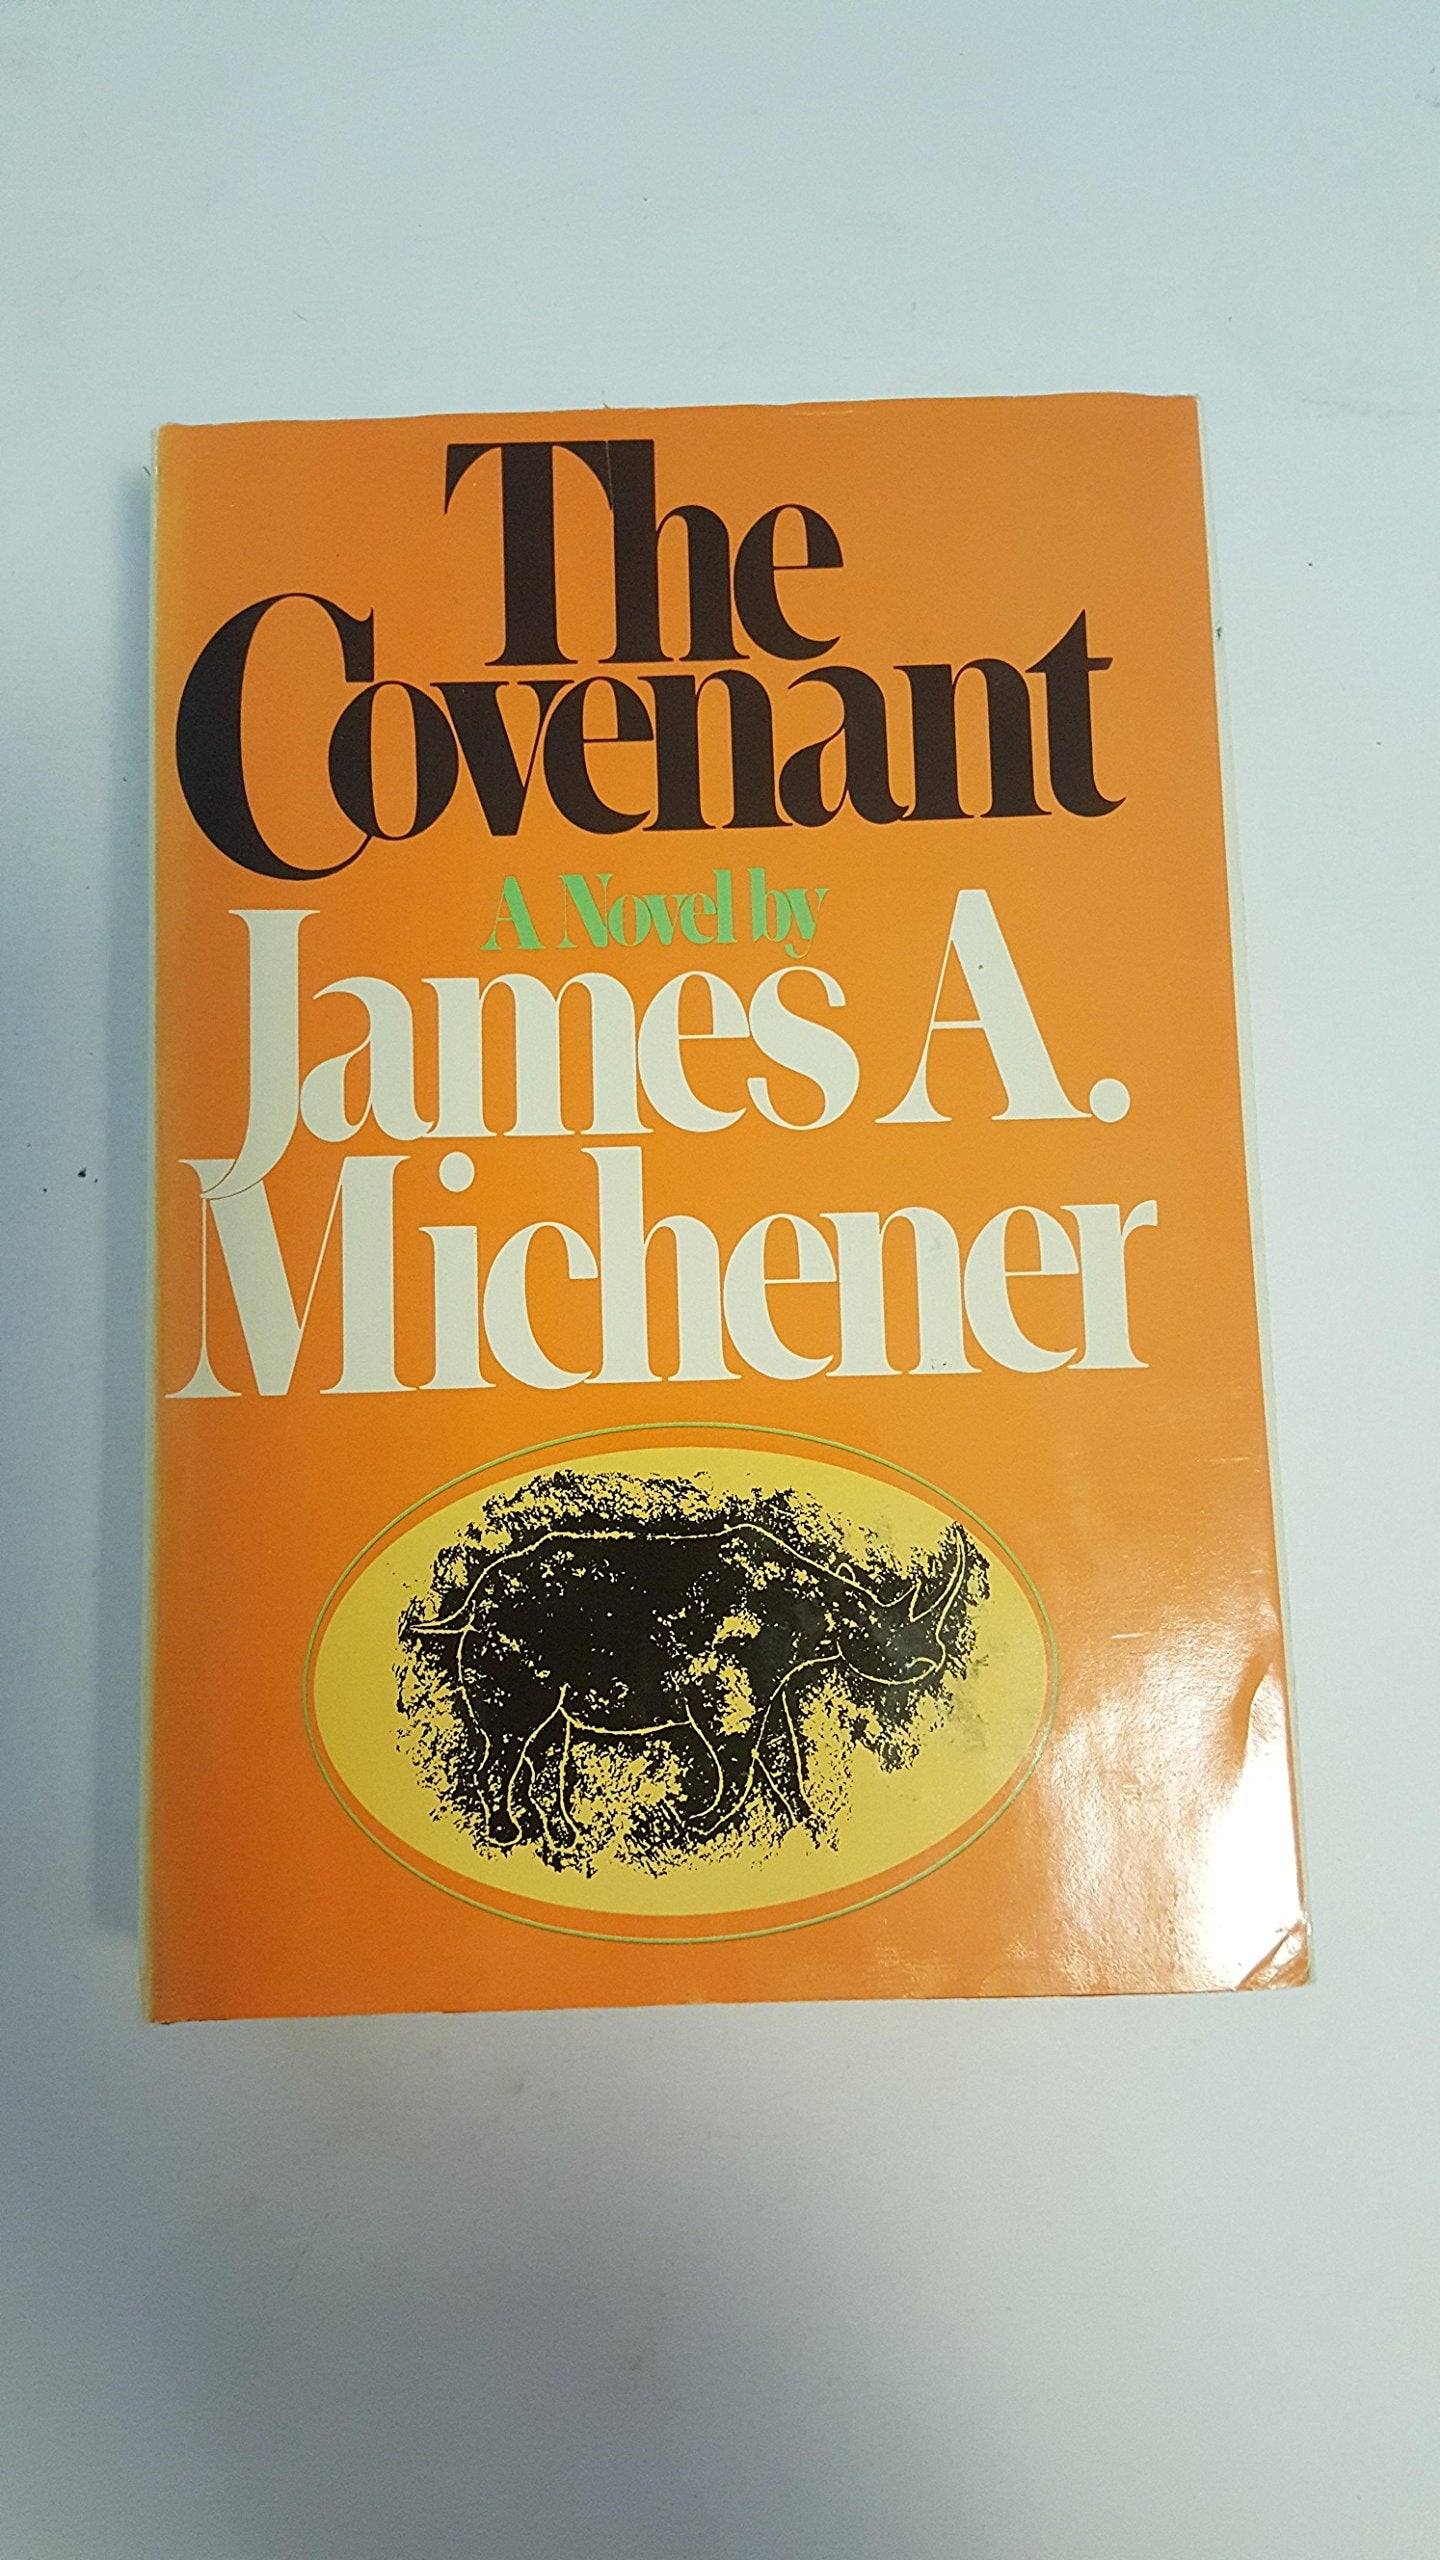 The
Covenant
A Novel by
James A.
Michener